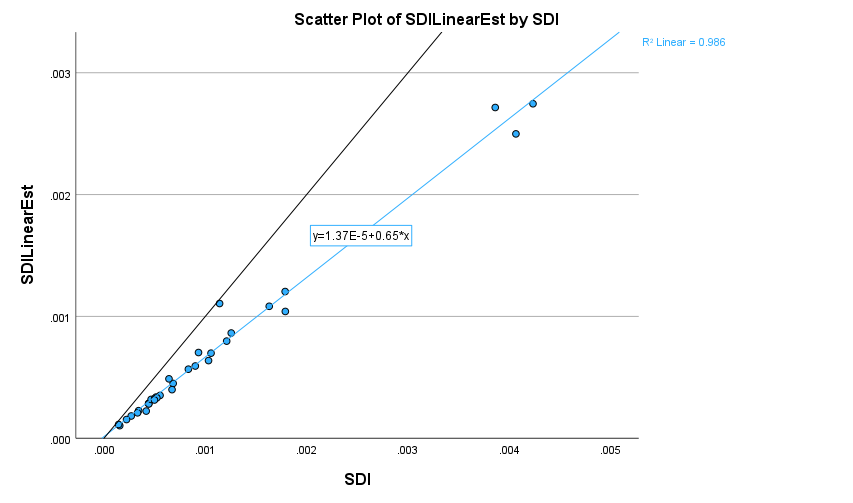 Scatter Plot of SDILinearEst by SDI
R² Linear = 0.986
.003
.002
.001
.000
SDILinearEst
y=1.37E-5+0.65*x
.000 .001 .002 .003 .004 .005
SDI